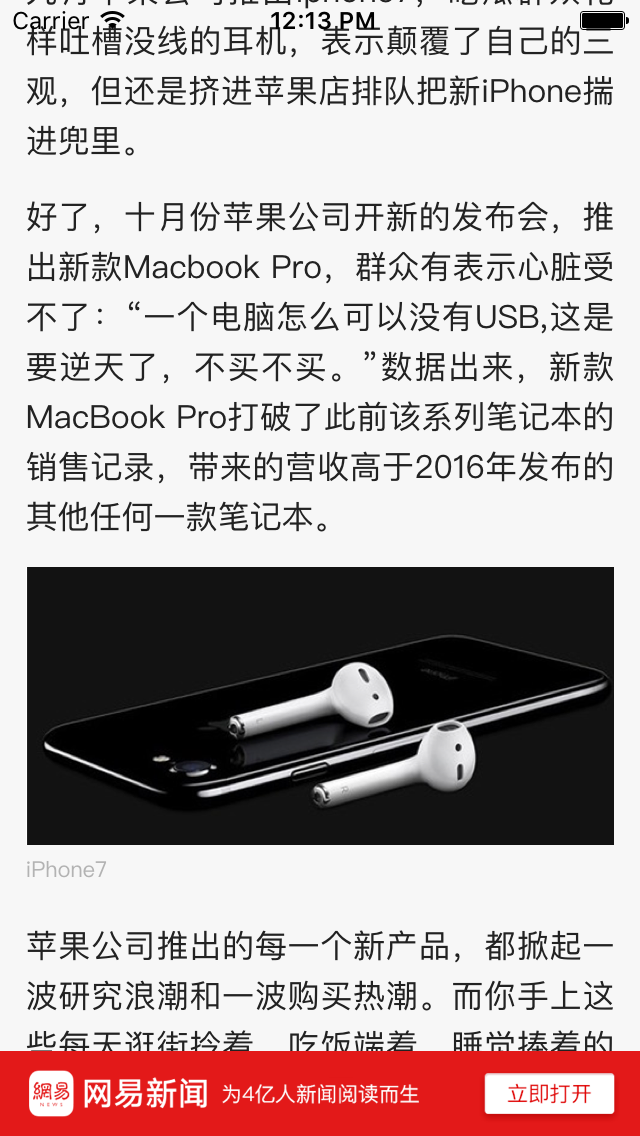 Carrier 12:13 PM
样吐槽没线的耳机，表示颠覆了自己的三
观，但还是挤进苹果店排队把新iPhone揣
进兜里。
好了，十月份苹果公司开新的发布会，推
出新款Macbook Pro，群众有表示心脏受
不了：“一个电脑怎么可以没有USB,这是
要逆天了，不买不买。”数据出来，新款
MacBook Pro打破了此前该系列笔记本的
销售记录，带来的营收高于2016年发布的
其他任何一款笔记本。
iPhone
L
R
iPhone7
苹果公司推出的每一个新产品，都掀起一
波研究浪潮和一波购买热潮。而你手上这
些每天逛街拎着、吃饭端着、睡觉捧着的
網易 NEWS 网易新闻 为4亿人新闻阅读而生 立即打开